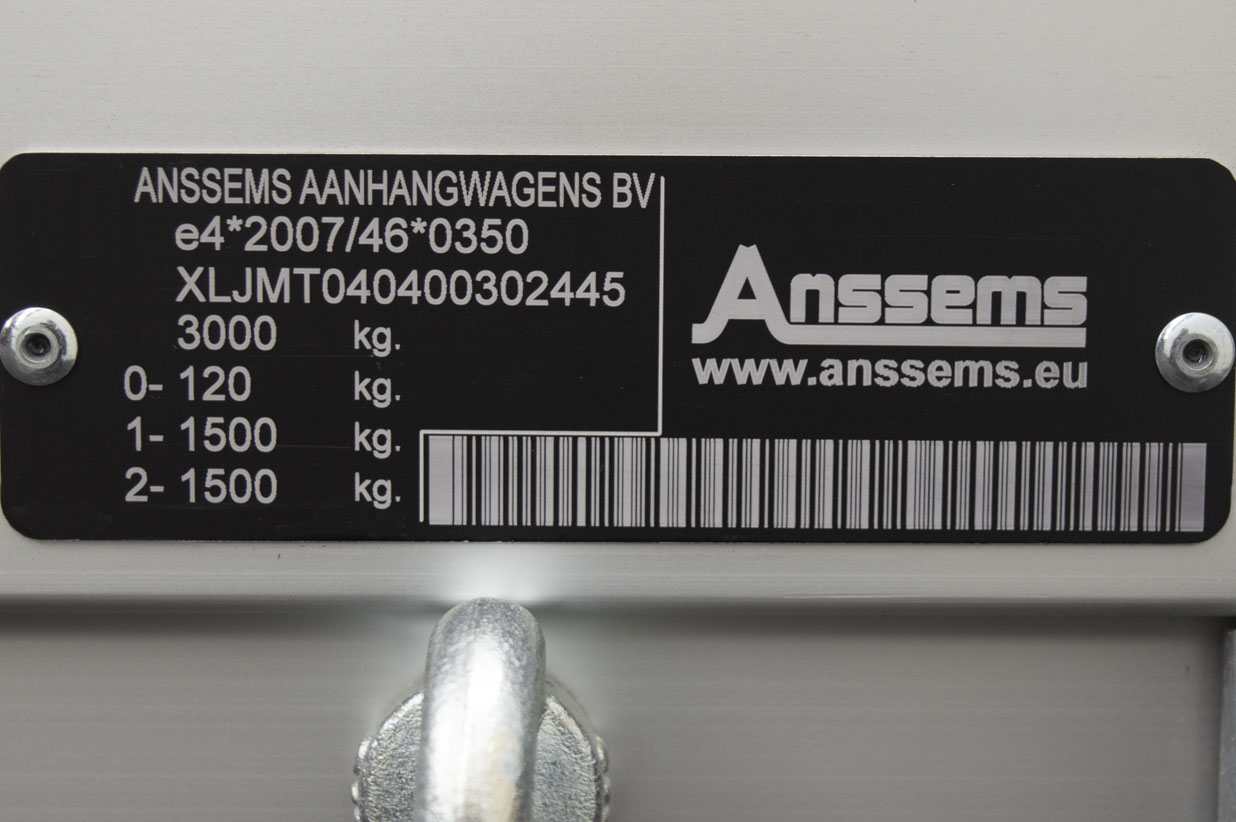 ANSSEMS AANHANGWAGENS BV
e4*2007/46*0350
XLJMT040400302445
3000 kg.
0- 120 kg.
1- 1500 kg.
2- 1500 kg.
Anssems
www.anssems.eu